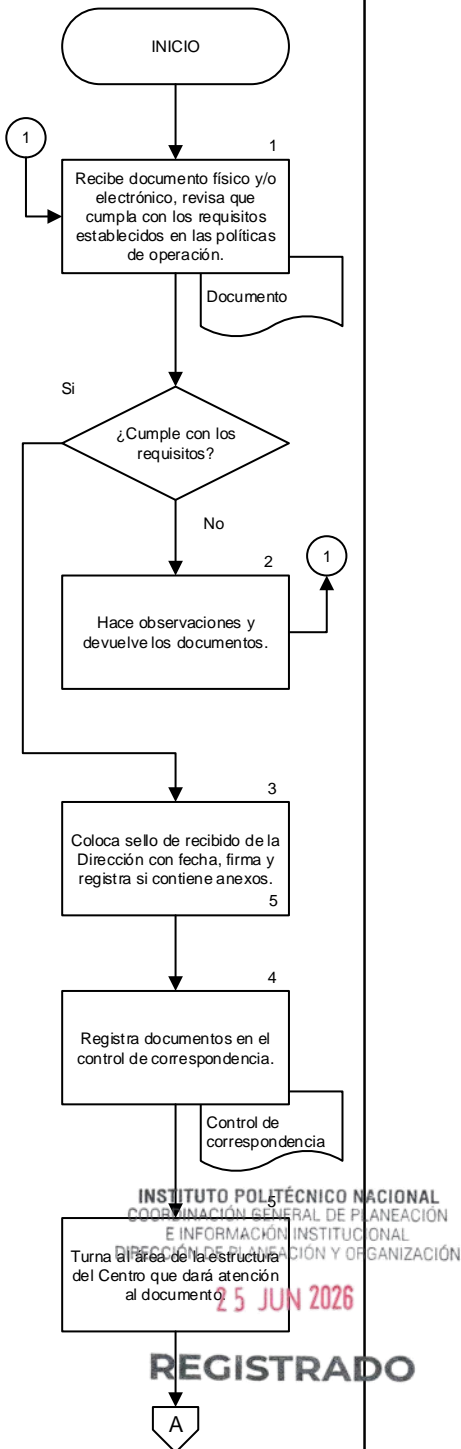 INICIO
1
1
Recibe documento físico y/o
electrónico, revisa que
cumpla con los requisitos
establecidos en las políticas
de operación.
Documento
Si
¿Cumple con los
requisitos?
No
2
1
Hace observaciones y
devuelve los documentos.
3
Coloca sello de recibido de la
Dirección con fecha, firma y
registra si contiene anexos.
5
4
Registra documentos en el
control de correspondencia.
Control de
correspondencia
INSTITUTO POLITÉCNICO NACIONAL
5
COORDINACIÓN GENERAL DE PLANEACIÓN
E INFORMACIÓN INSTITUCIONAL
DIRECCIÓN DE PLANEACIÓN Y ORGANIZACIÓN
Turna al área de la estructura
del Centro que dará atención
al documento.
25 JUN 2026
REGISTRADO
A